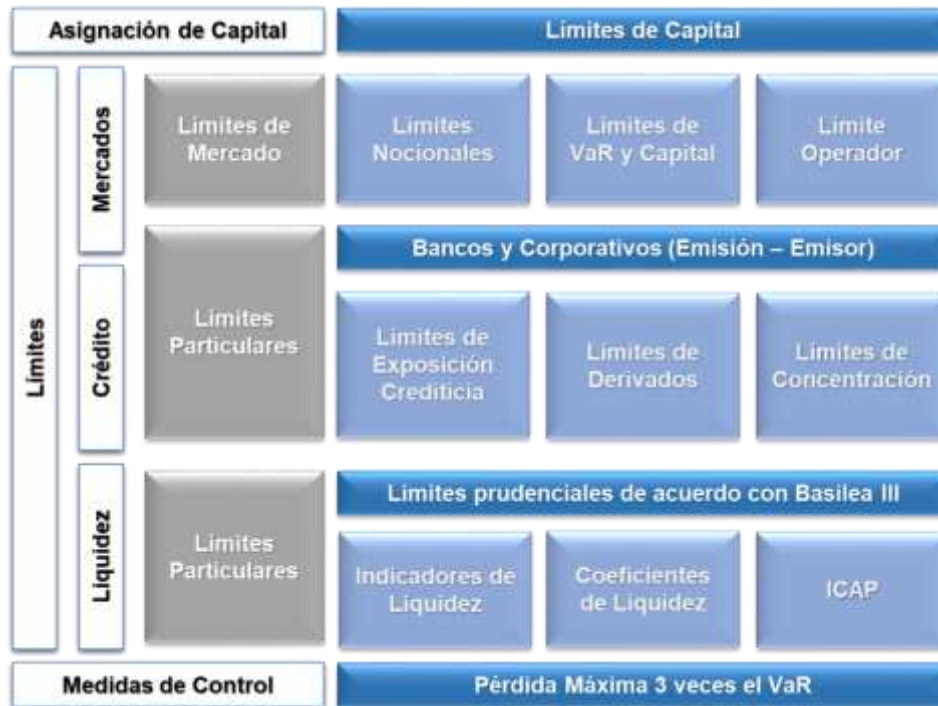 Asignación de Capital
Límites de Capital
Límites
Mercados
Límites de
Mercado
Límites
Nocionales
Límites de
VaR y Capital
Límite
Operador
Crédito
Límites
Particulares
Bancos y Corporativos (Emisión – Emisor)
Límites de
Exposición
Crediticia
Límites de
Derivados
Límites de
Concentración
Liquidez
Límites
Particulares
Límites prudenciales de acuerdo con Basilea III
Indicadores de
Liquidez
Coeficientes
de Liquidez
ICAP
Medidas de Control
Pérdida Máxima 3 veces el VaR